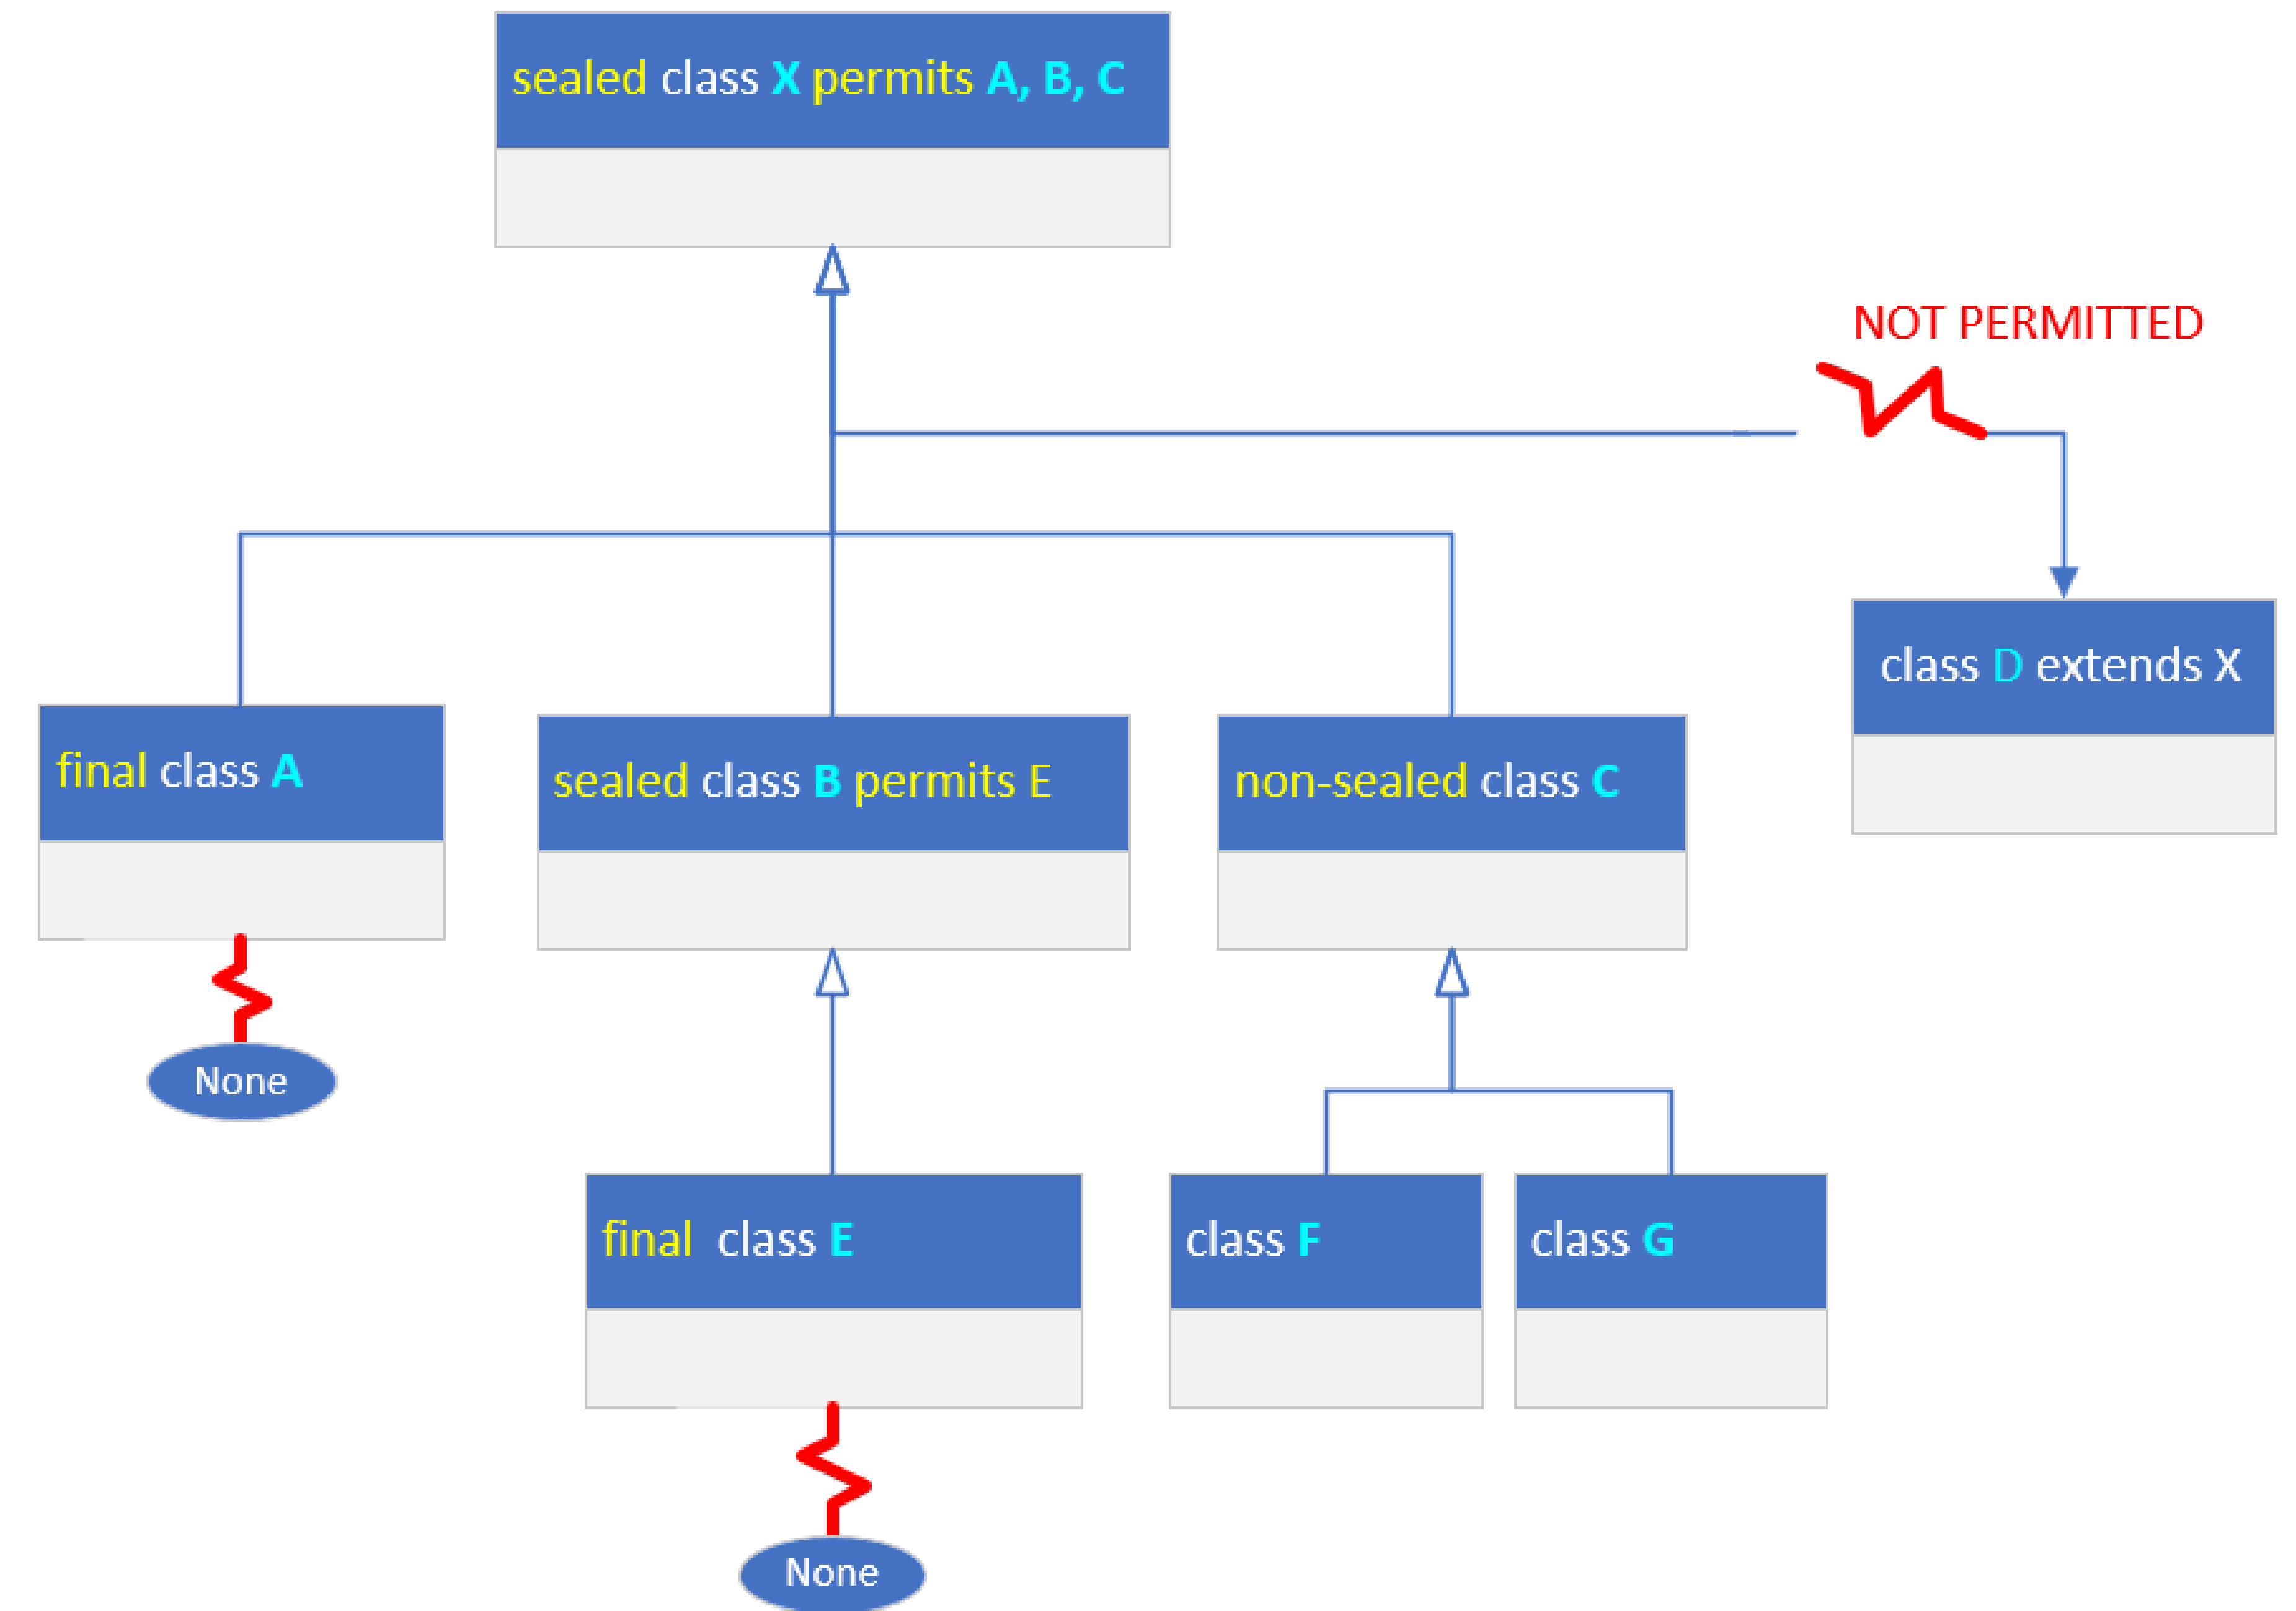 sealed class X permits A, B, C
NOT PERMITTED
class D extends X
final class A
sealed class B permits E
non-sealed class C
None
final class E
class F
class G
None